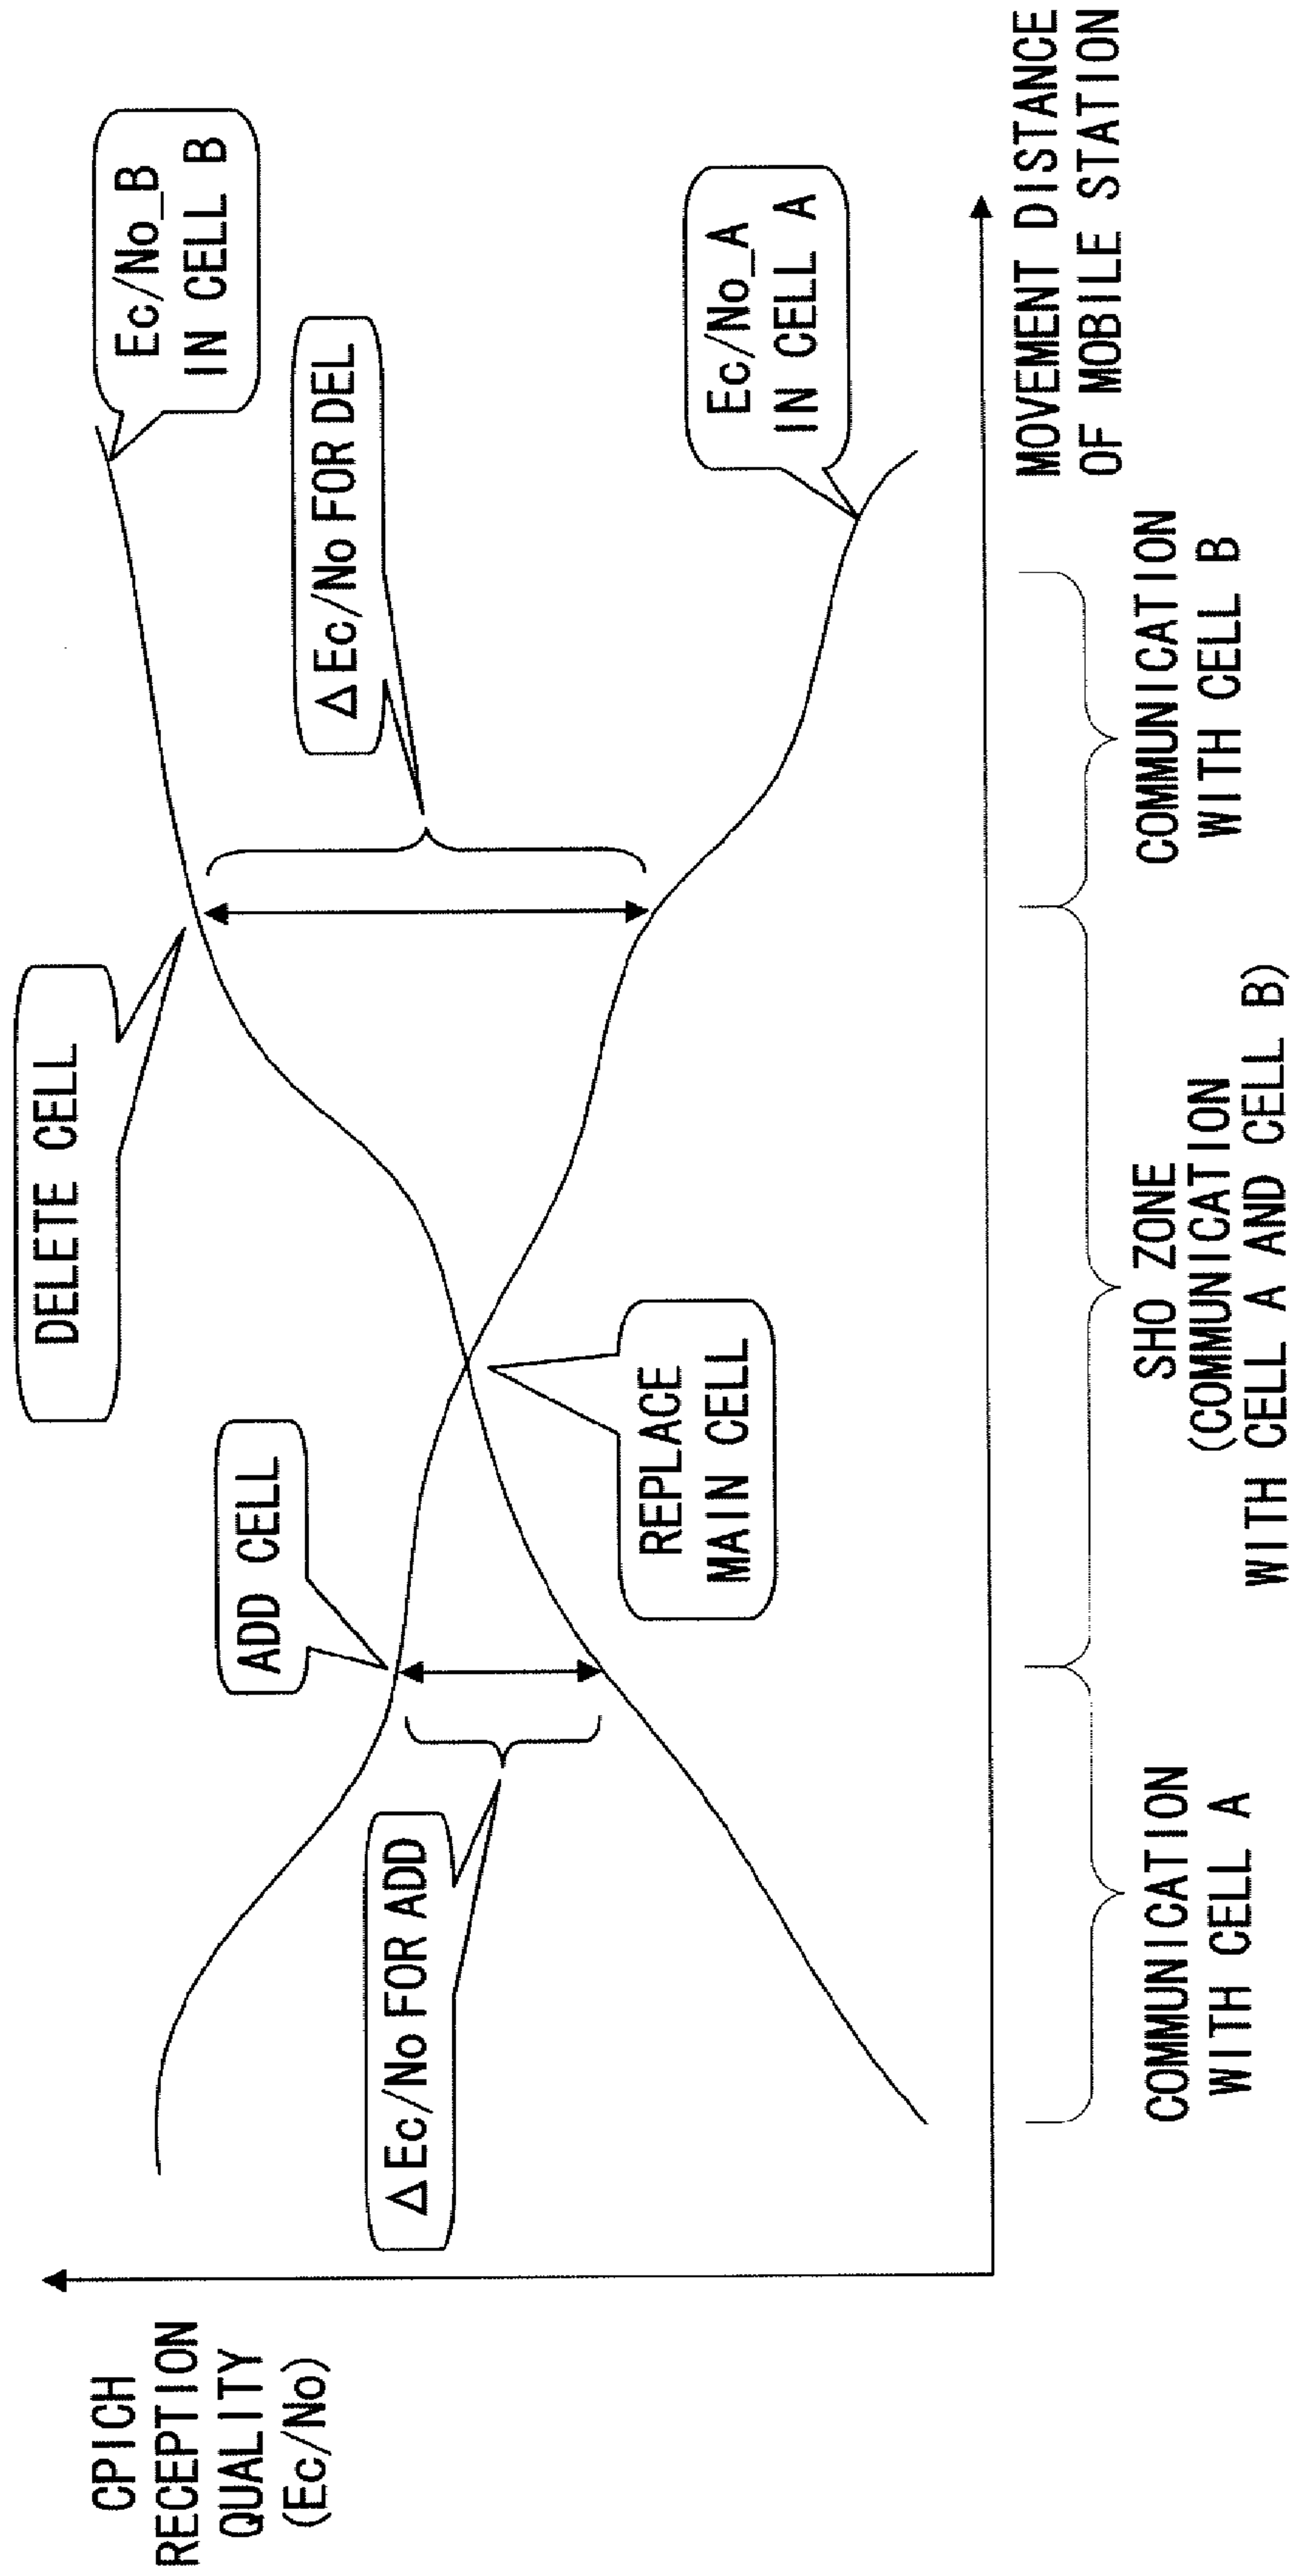 CPICH
RECEPTION
QUALITY
(Ec/No)
DELETE CELL
Ec/No_B
IN CELL B
ADD CELL
Δ Ec/No FOR DEL
Δ Ec/No FOR ADD
REPLACE
MAIN CELL
Ec/No_A
IN CELL A
MOVEMENT DISTANCE
OF MOBILE STATION
COMMUNICATION
WITH CELL A
SHO ZONE
(COMMUNICATION
WITH CELL A AND CELL B)
COMMUNICATION
WITH CELL B